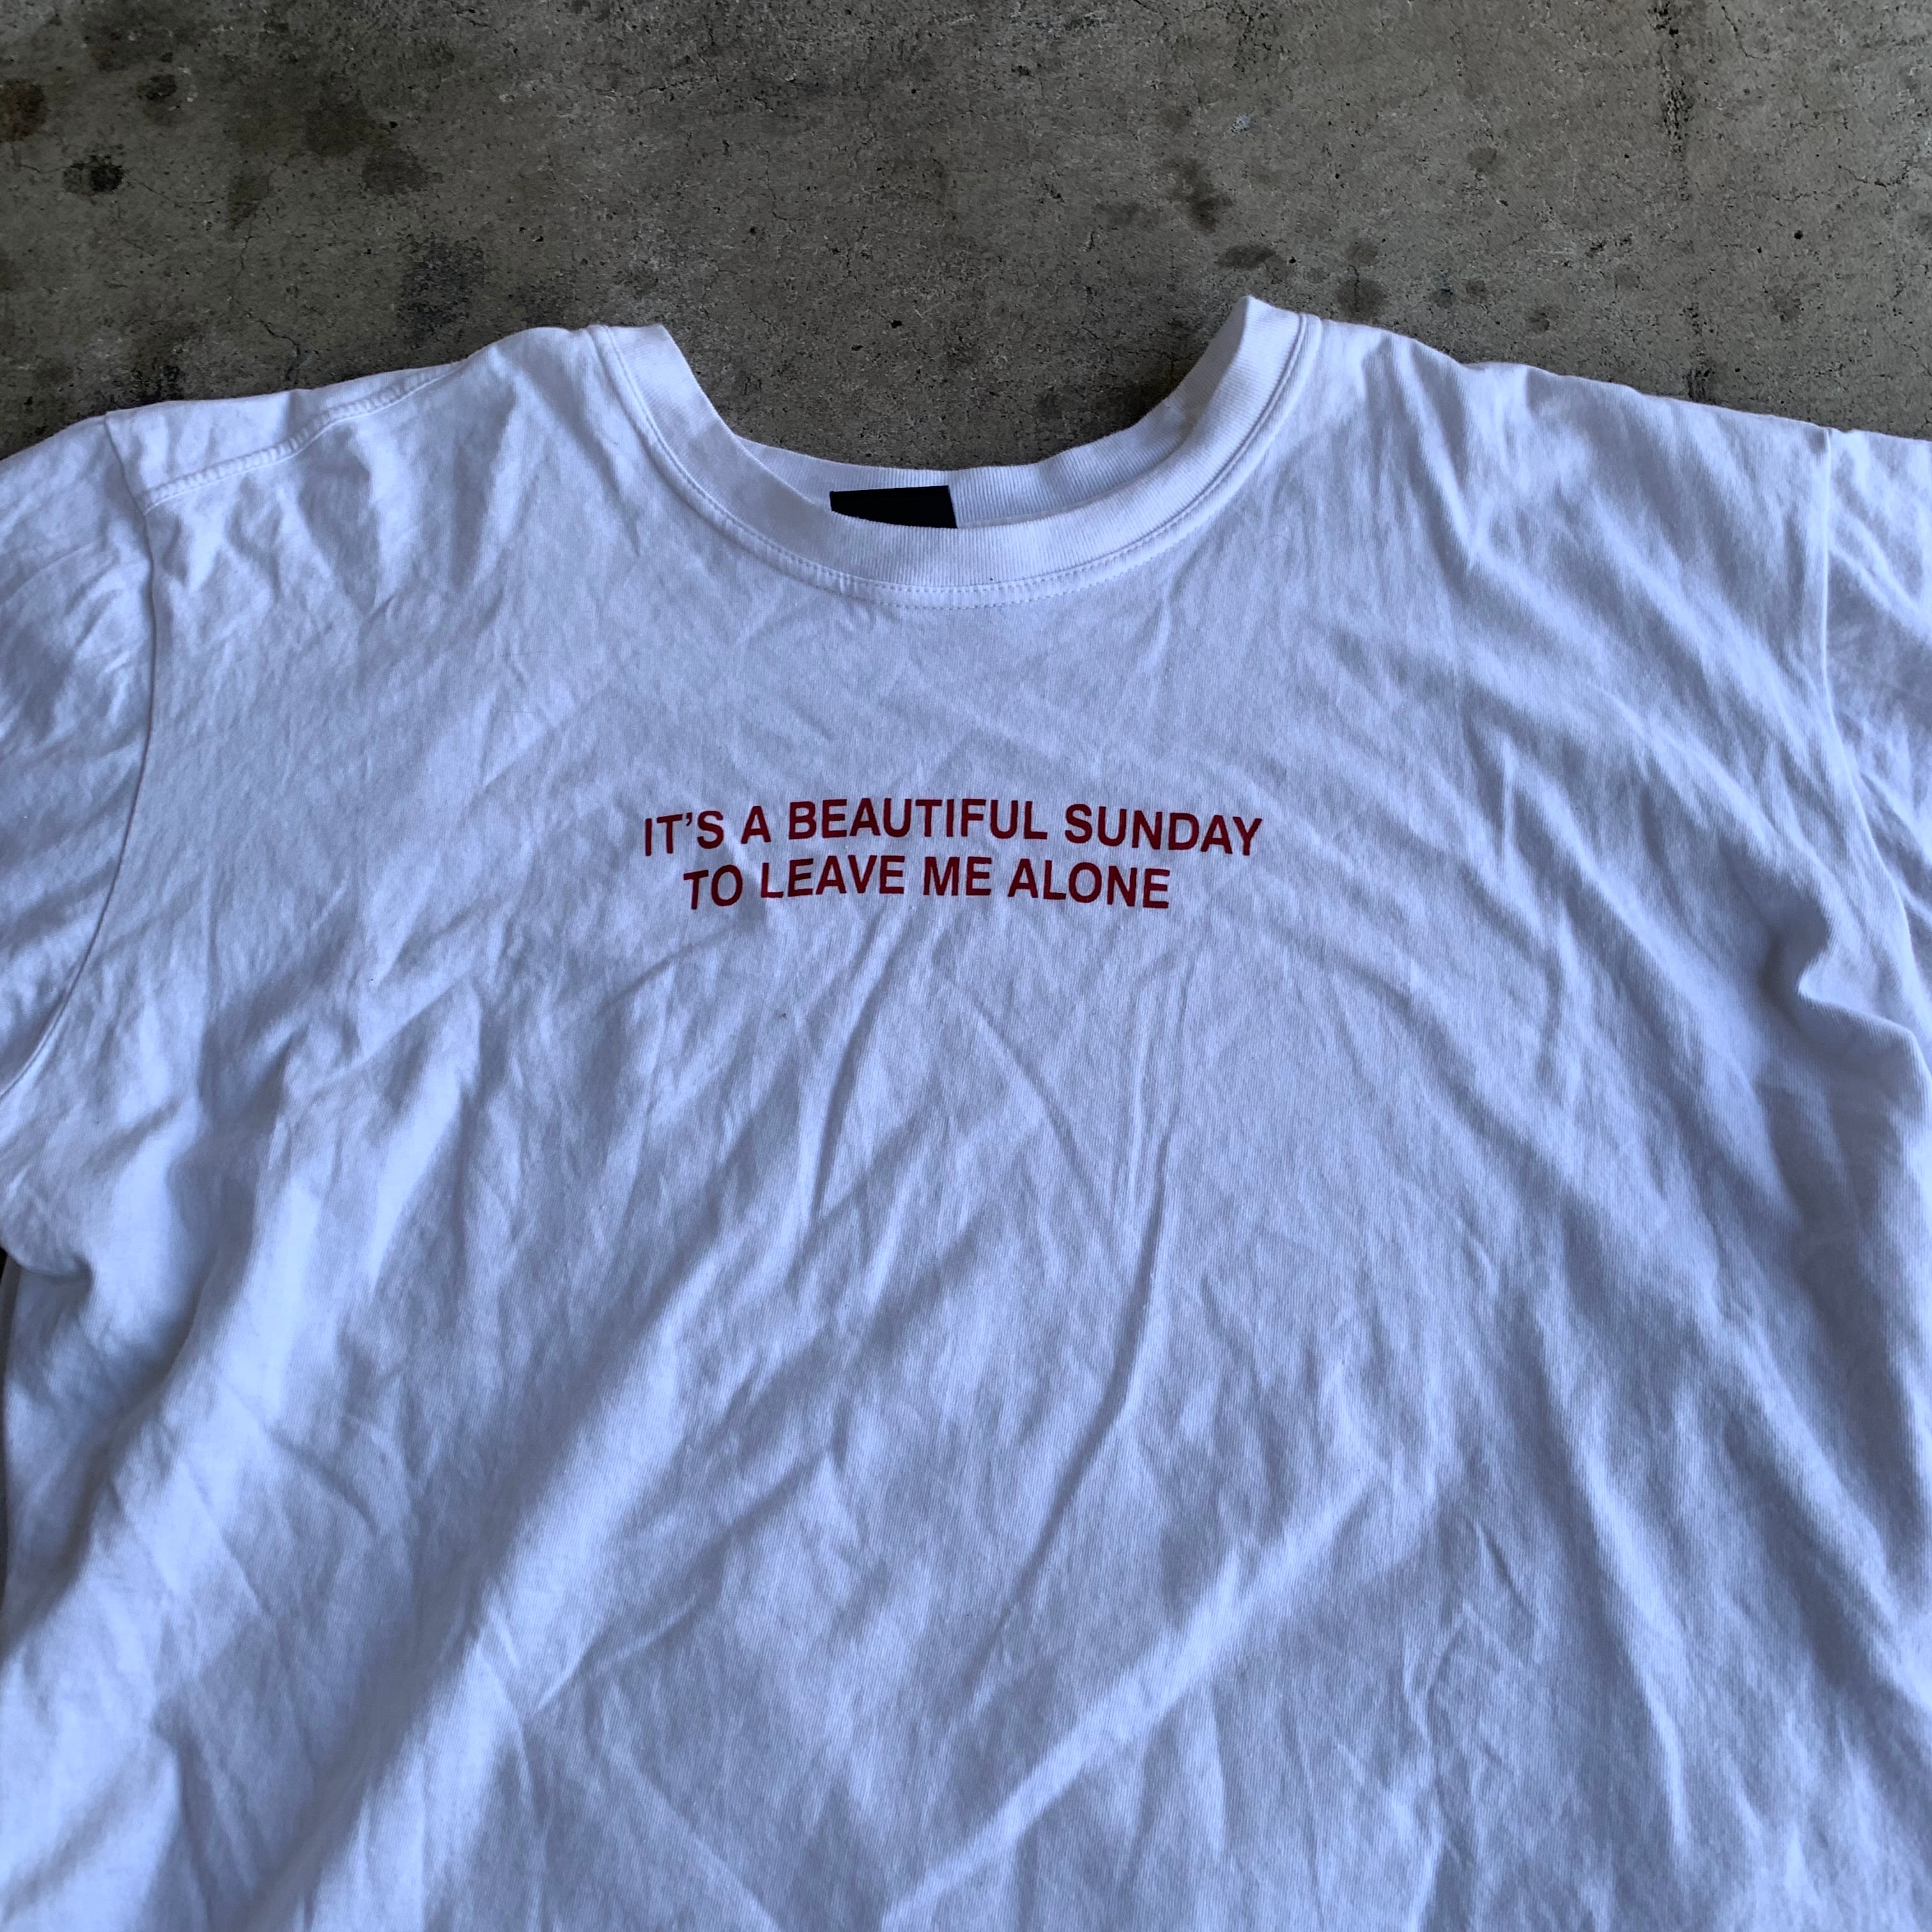 IT'S A BEAUTIFUL SUNDAY
TO LEAVE ME ALONE